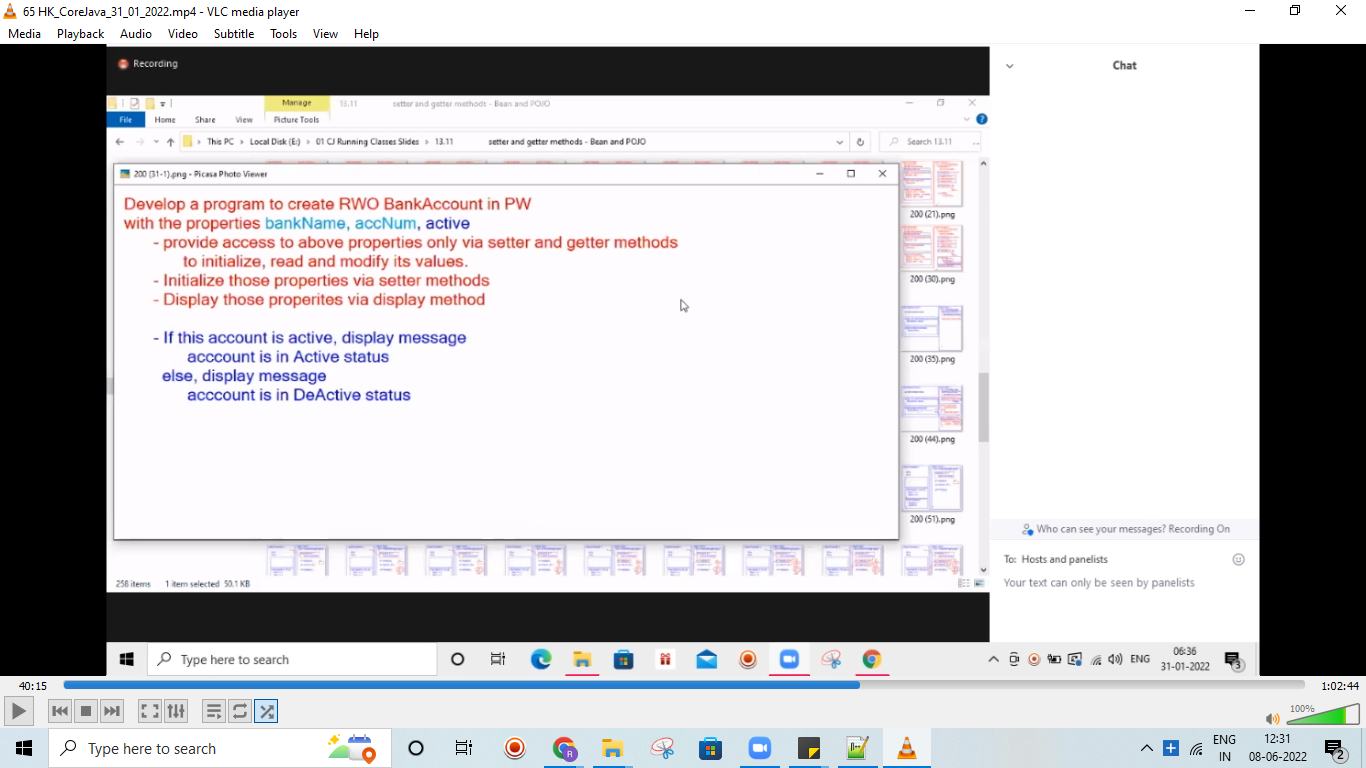 65 HK_CoreJava_31_01_2022.mp4 - VLC media player
Media Playback Audio Video Subtitle Tools View Help
Recording
Chat
Manage 13.11 setter and getter methods - Bean and POJO
File Home Share View Picture Tools
This PC > Local Disk (E:) > 01 CJ Running Classes Slides > 13.11 setter and getter methods - Bean and POJO
Search 13.11
200 (31-1).png - Picasa Photo Viewer
Develop a program to create RWO BankAccount in PW
with the properties bankName, accNum, active
- provide access to above properties only via setter and getter methods
to initialize, read and modify its values.
- Initialize those properties via setter methods
- Display those properites via display method
- If this account is active, display message
acccount is in Active status
else, display message
acccount is in DeActive status
200 (21).png
200 (30).png
200 (35).png
200 (44).png
200 (51).png
258 items 1 item selected 50.1 KB
Who can see your messages? Recording On
To: Hosts and panelists
Your text can only be seen by panelists
Type here to search
ENG
06:36
31-01-2022
3
40:15
1:02:44
100%
Type here to search
R
ENG
IN
12:31
08-06-2022
2